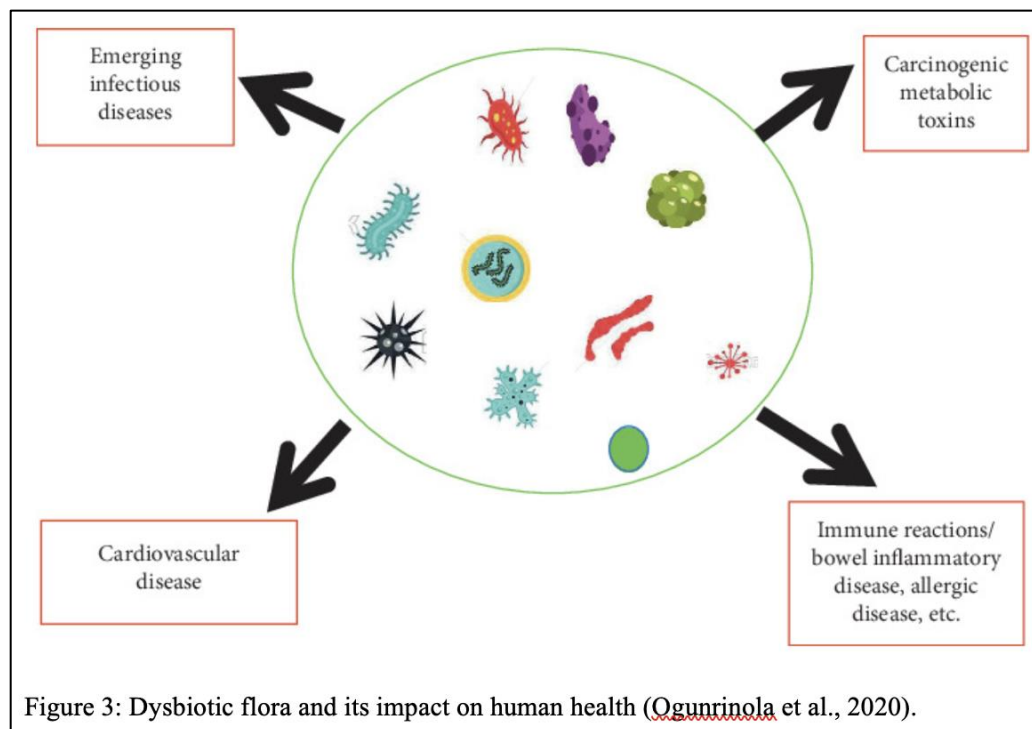 Emerging
infectious
diseases
Carcinogenic
metabolic
toxins
Cardiovascular
disease
Immune reactions/
bowel inflammatory
disease, allergic
disease, etc.
Figure 3: Dysbiotic flora and its impact on human health (Ogunrinola et al., 2020).